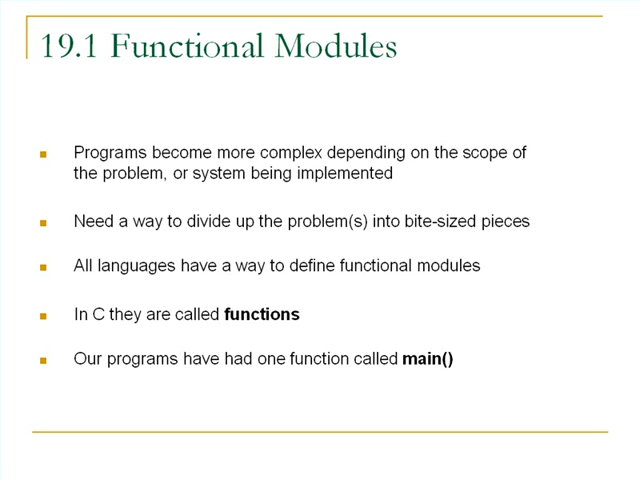 19.1 Functional Modules
Programs become more complex depending on the scope of
the problem, or system being implemented
Need a way to divide up the problem(s) into bite-sized pieces
All languages have a way to define functional modules
In C they are called functions
Our programs have had one function called main()